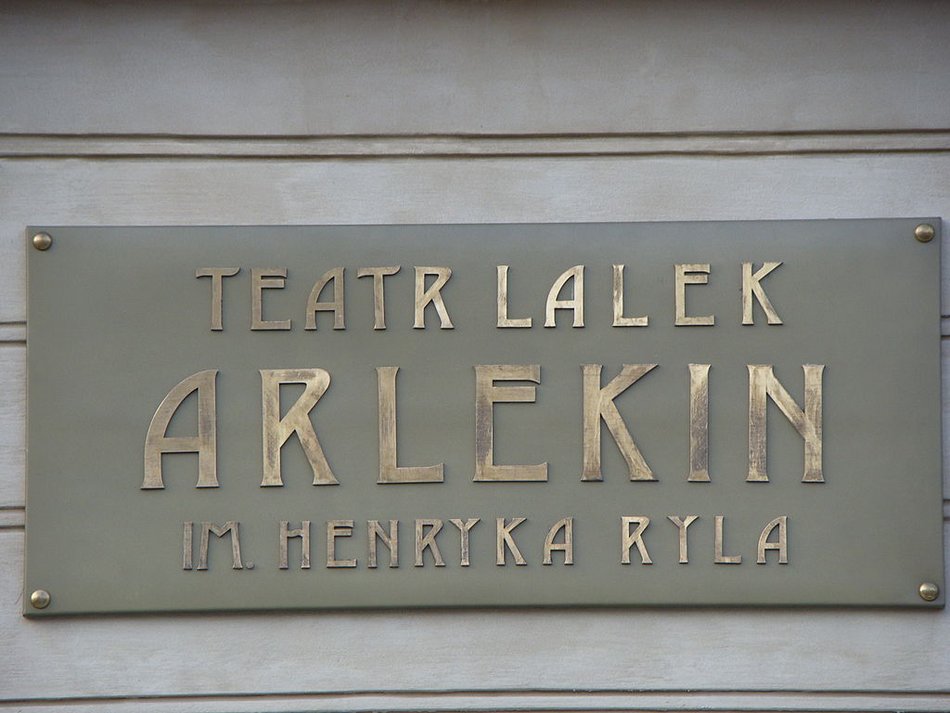 TEATR LALEK
ARLEKIN
IM. HENRYKA RYLA